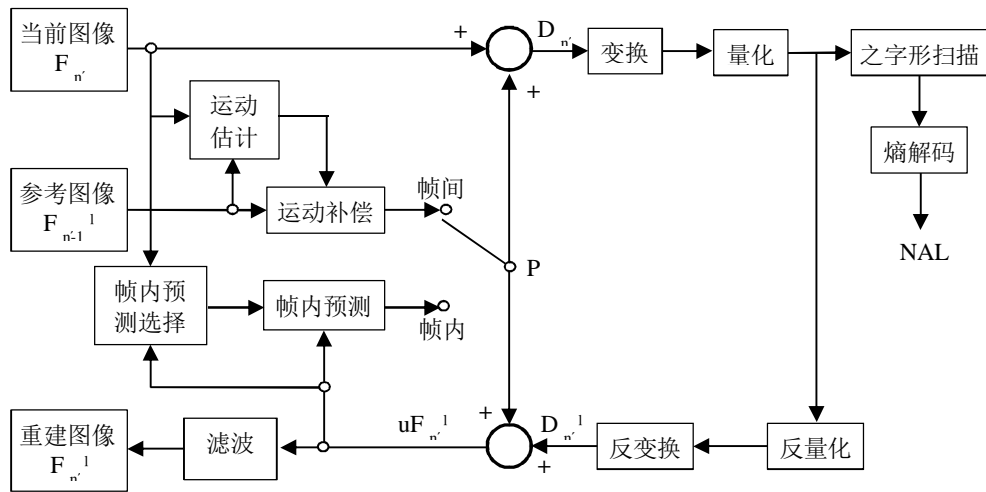 当前图像
F n′
+
D n′
变换
量化
之字形扫描
+
运动
估计
熵解码
参考图像
F n′-1 l
运动补偿
帧间
NAL
P
帧内预
测选择
帧内预测
帧内
重建图像
F n′ l
滤波
uF n′ l
+
D n′ l
+
反变换
反量化